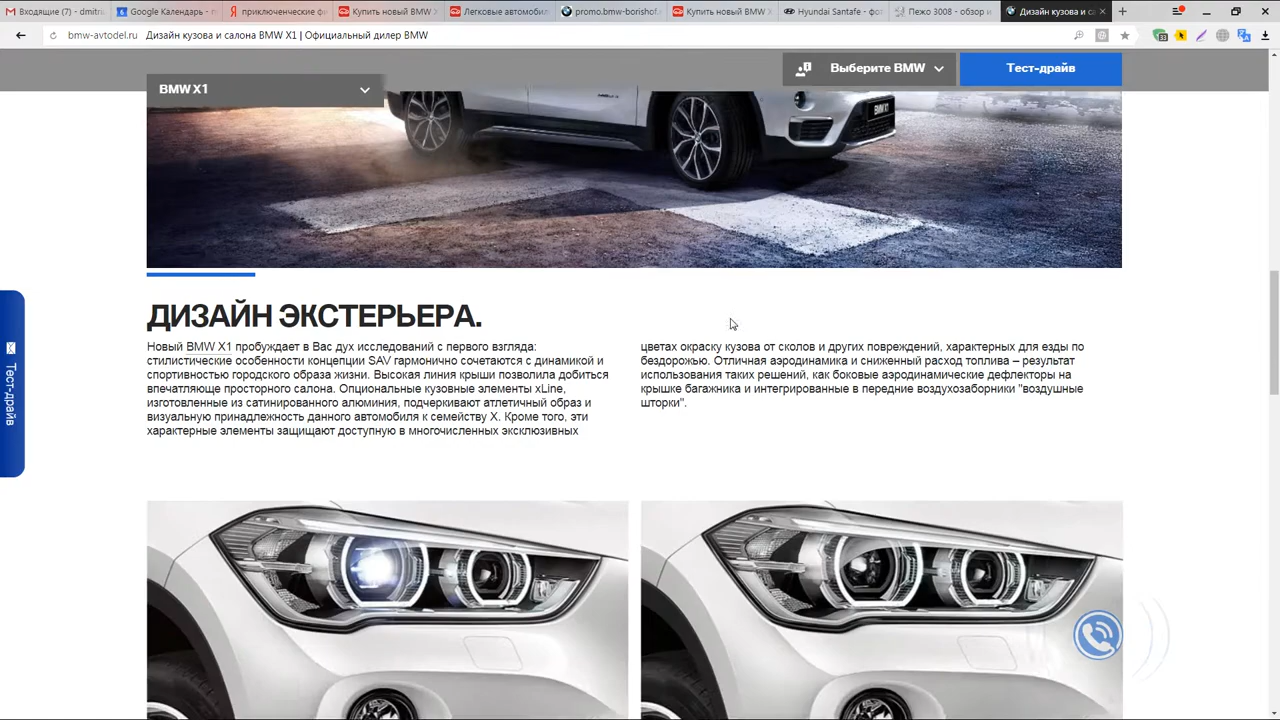 Входящие (7) - dmitri
Google Календарь - п
приключенческие фи
Купить новый BMW X
Легковые автомобил
promo.bmw-borishof.
Купить новый BMW X
Hyundai Santafe - фо
Пежо 3008 - обзор и
Дизайн кузова и са
bmw-avtodel.ru Дизайн кузова и салона BMW X1 | Официальный дилер BMW
Выберите BMW
Тест-драйв
BMW X1
BMW X1
Тест-драйв
ДИЗАЙН ЭКСТЕРЬЕРА.
Новый BMW X1 пробуждает в Вас дух исследований с первого взгляда:
стилистические особенности концепции SAV гармонично сочетаются с динамикой и
спортивностью городского образа жизни. Высокая линия крыши позволила добиться
впечатляюще просторного салона. Опциональные кузовные элементы xLine,
изготовленные из сатинированного алюминия, подчеркивают атлетичный образ и
визуальную принадлежность данного автомобиля к семейству X. Кроме того, эти
характерные элементы защищают доступную в многочисленных эксклюзивных
цветах окраску кузова от сколов и других повреждений, характерных для езды по
бездорожью. Отличная аэродинамика и сниженный расход топлива – результат
использования таких решений, как боковые аэродинамические дефлекторы на
крышке багажника и интегрированные в передние воздухозаборники "воздушные
шторки".